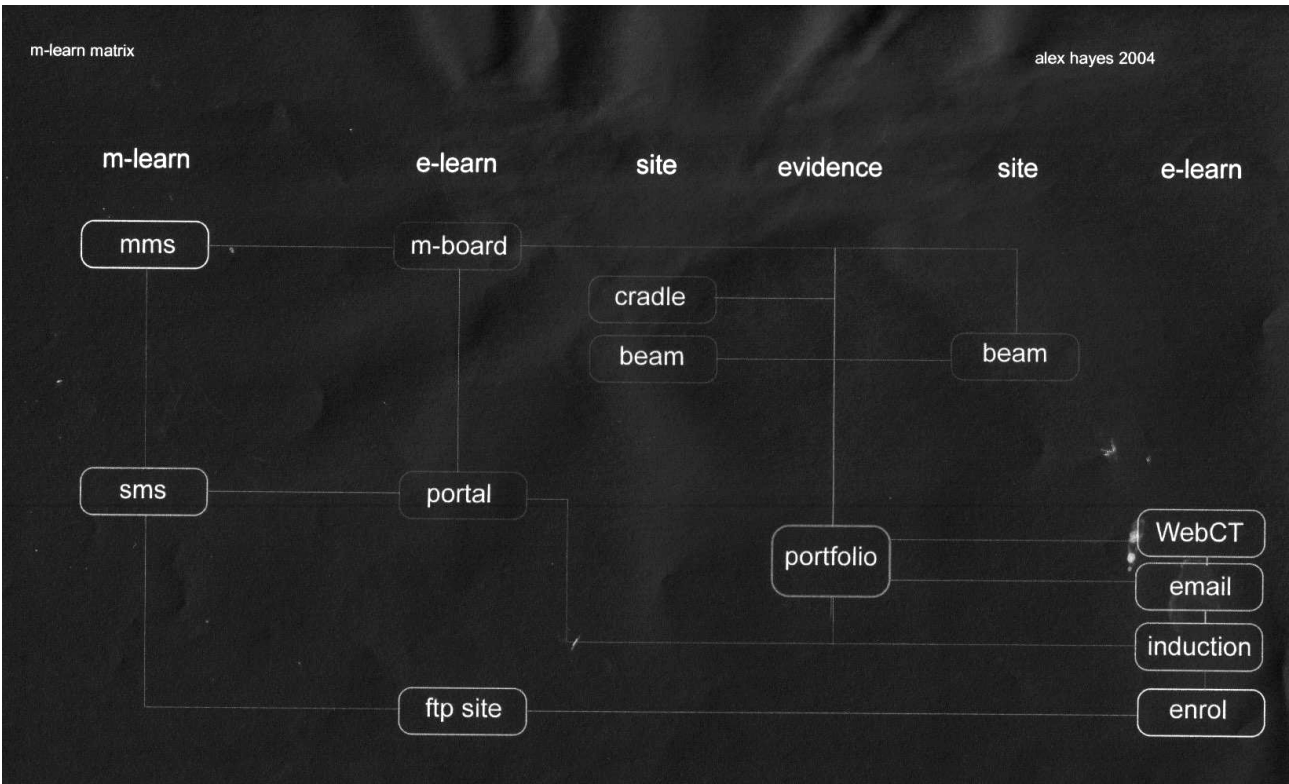 m-learn matrix
alex hayes 2004
m-learn
e-learn
site
evidence
site
e-learn
mms
m-board
cradle
beam
beam
sms
portal
portfolio
WebCT
email
induction
ftp site
enrol